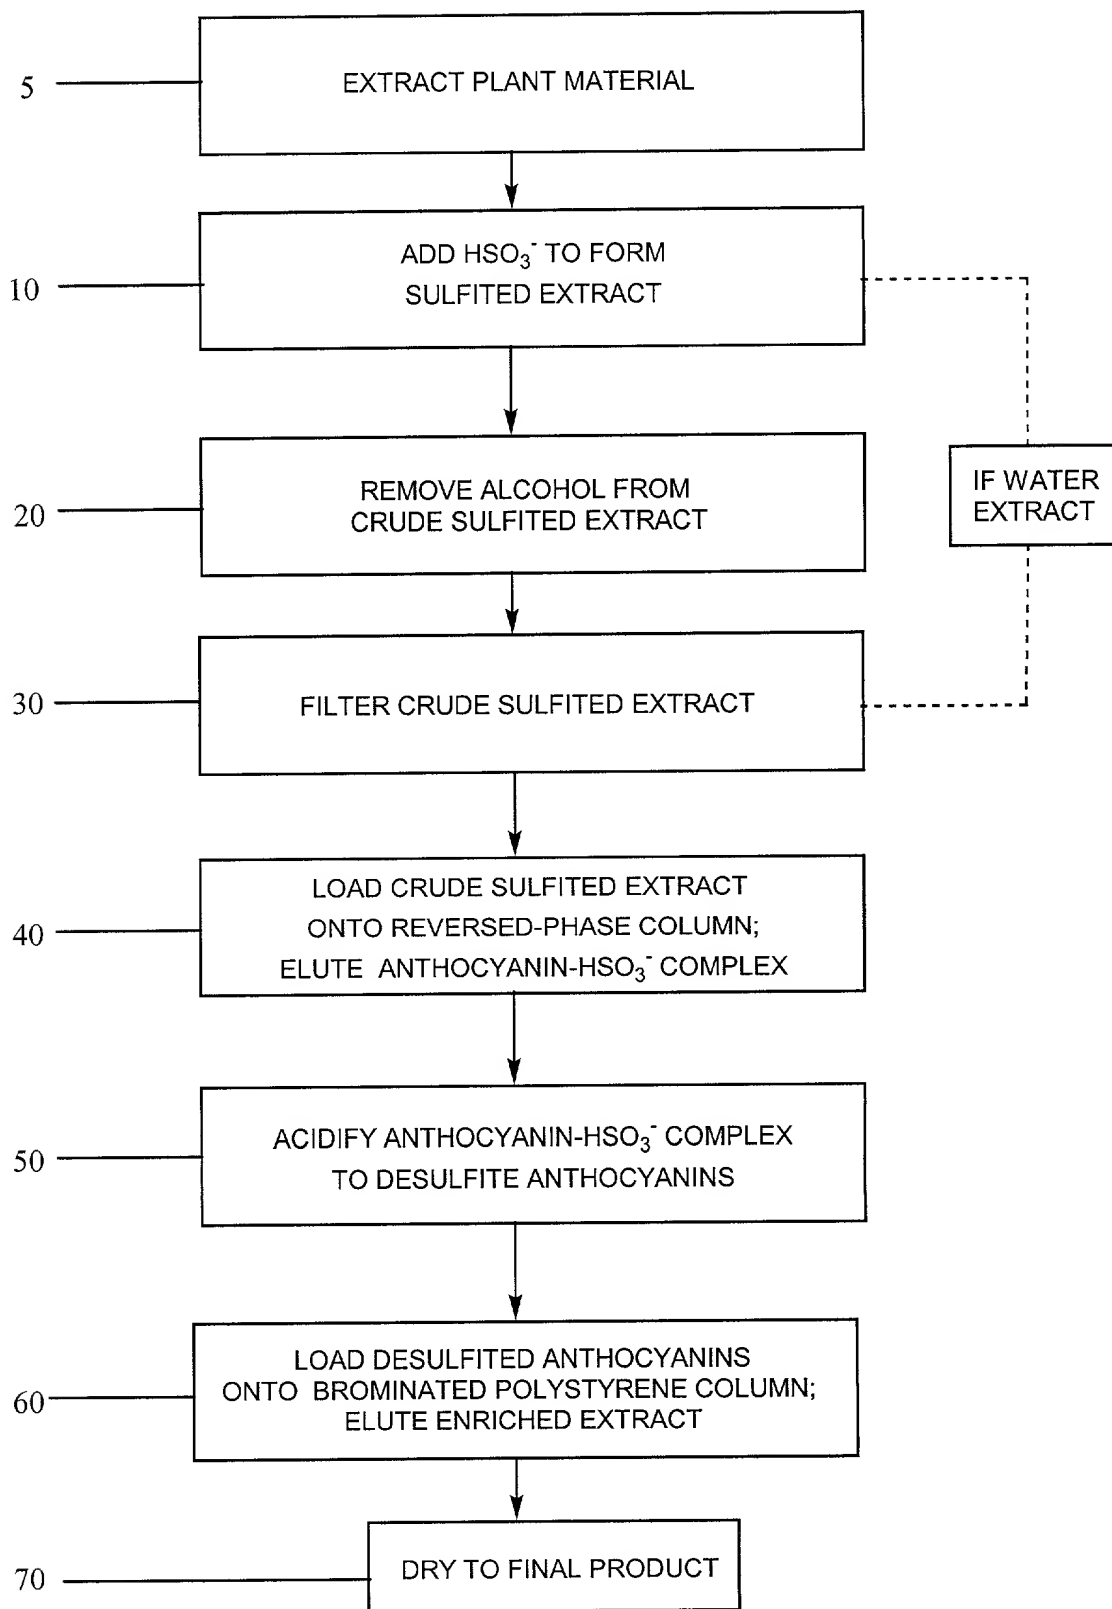 5
EXTRACT PLANT MATERIAL
10
ADD HSO₃⁻ TO FORM
SULFITED EXTRACT
20
REMOVE ALCOHOL FROM
CRUDE SULFITED EXTRACT
IF WATER
EXTRACT
30
FILTER CRUDE SULFITED EXTRACT
40
LOAD CRUDE SULFITED EXTRACT
ONTO REVERSED-PHASE COLUMN;
ELUTE ANTHOCYANIN-HSO₃⁻ COMPLEX
50
ACIDIFY ANTHOCYANIN-HSO₃⁻ COMPLEX
TO DESULFITE ANTHOCYANINS
60
LOAD DESULFITED ANTHOCYANINS
ONTO BROMINATED POLYSTYRENE COLUMN;
ELUTE ENRICHED EXTRACT
70
DRY TO FINAL PRODUCT